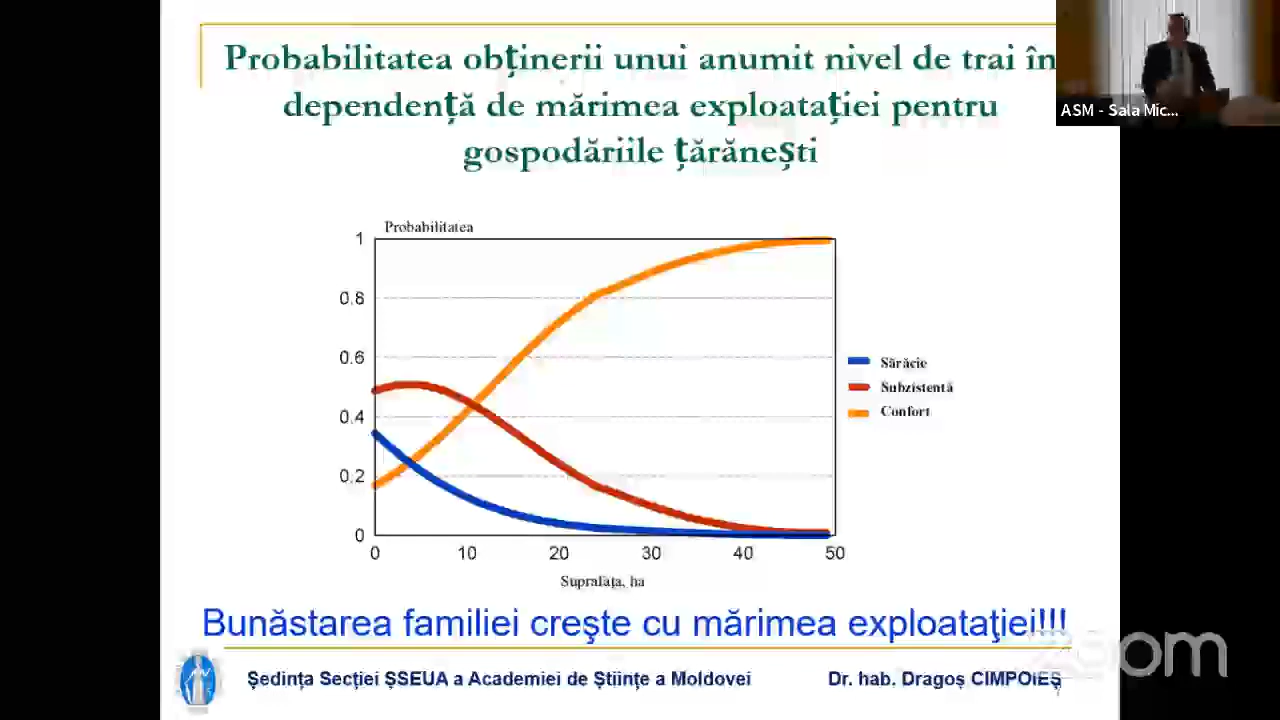 Probabilitatea obținerii unui anumit nivel de trai în
dependență de mărimea exploatației pentru
gospodăriile țărănești
ASM - Sala Mic...
Probabilitatea
1
0.8
0.6
0.4
0.2
0
0 10 20 30 40 50
Suprafața, ha
Sărăcie
Subzistentă
Confort
Bunăstarea familiei creşte cu mărimea exploataţiei!!!
zoom
Ședința Secției ȘSEUA a Academiei de Științe a Moldovei
Dr. hab. Dragoș CIMPOIEȘ